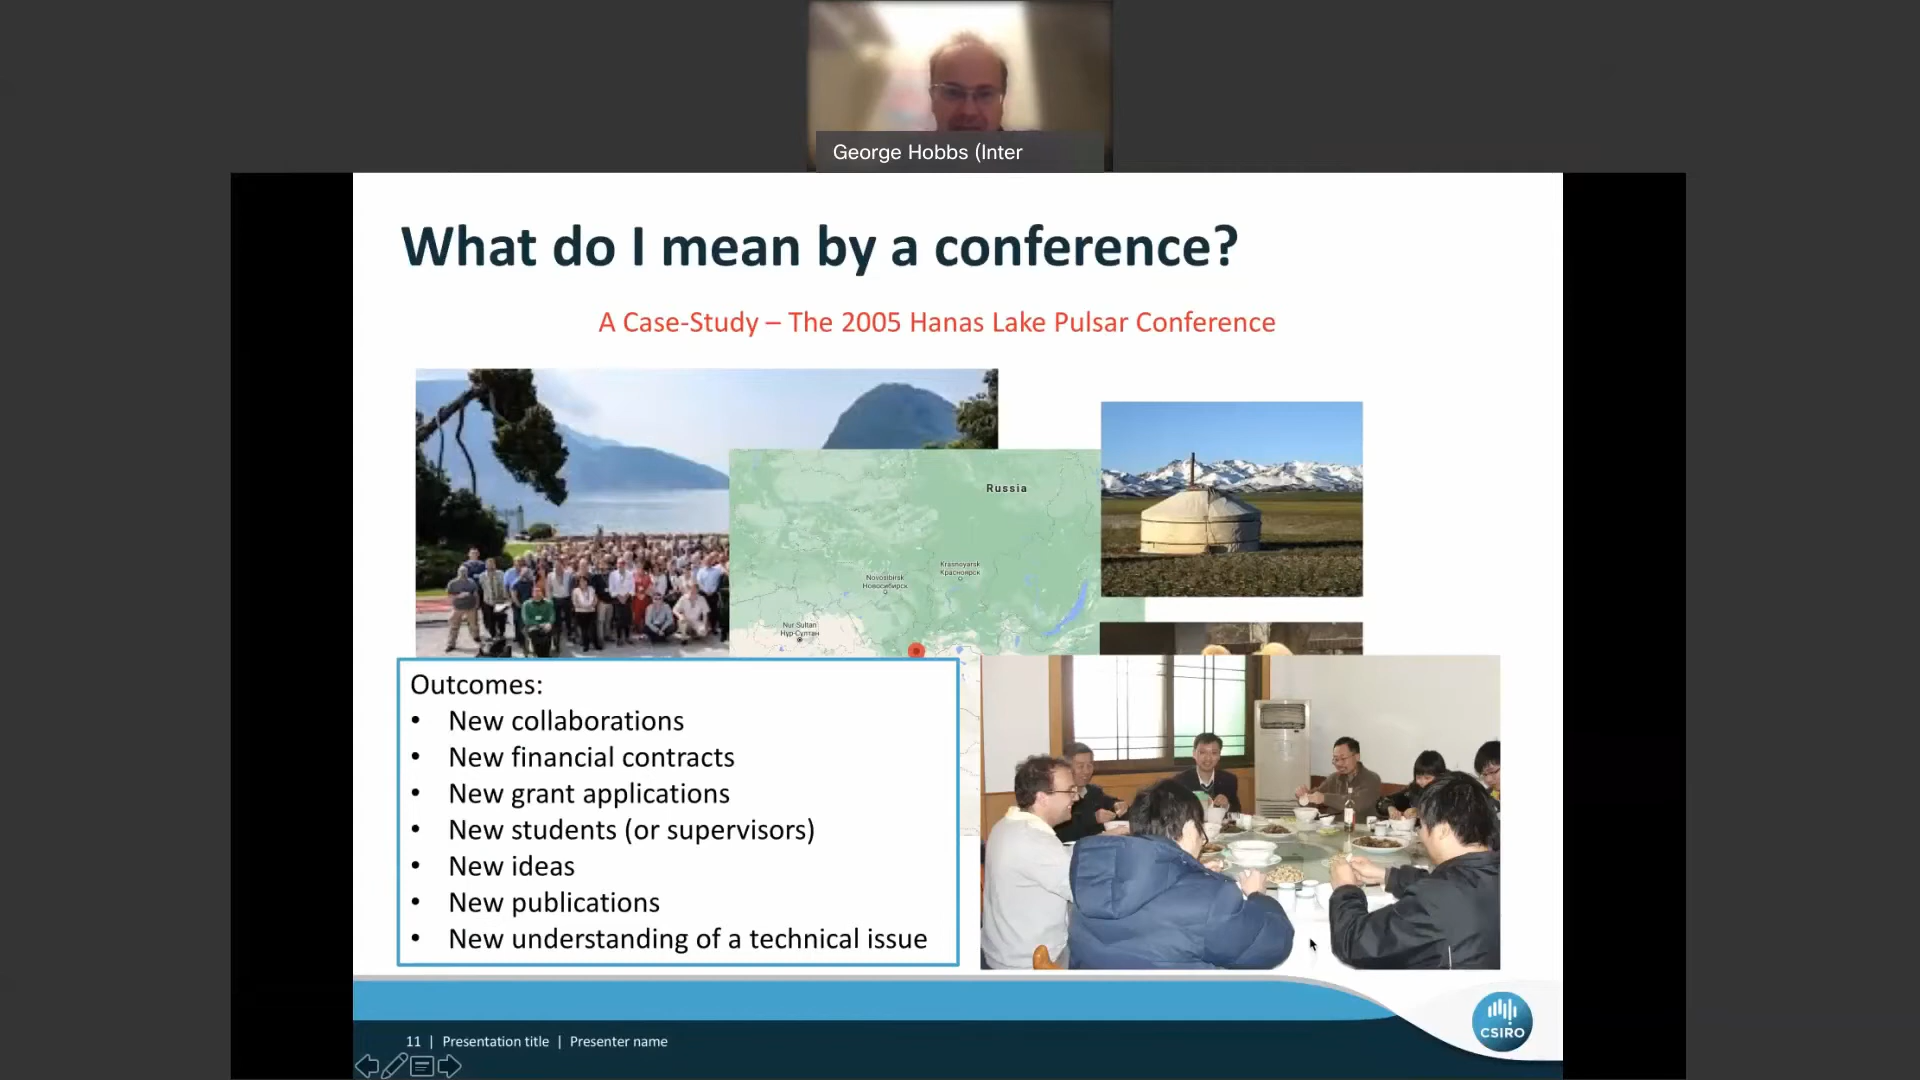 George Hobbs (Inter
What do I mean by a conference?
A Case-Study – The 2005 Hanas Lake Pulsar Conference
Russia
Krasnoyarsk
Красноярск
Novosibirsk
Новосибирск
Nur-Sultan
Нур-Султан
Outcomes:
• New collaborations
• New financial contracts
• New grant applications
• New students (or supervisors)
• New ideas
• New publications
• New understanding of a technical issue
CSIRO
11 | Presentation title | Presenter name